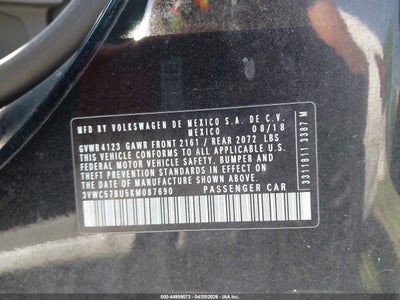 MFD BY VOLKSWAGEN DE MEXICO S.A. DE C.V.
MEXICO 08/18
GVWR 4123 GAWR FRONT 2161 / REAR 2072 LBS
THIS VEHICLE CONFORMS TO ALL APPLICABLE U.S.
FEDERAL MOTOR VEHICLE SAFETY, BUMPER AND
THEFT PREVENTION STANDARDS IN EFFECT ON THE
DATE OF MANUFACTURE SHOWN ABOVE.
3VWC57BU5KM087690 PASSENGER CAR
3311811 3387 M
000-44909073 - 04/20/2026 - IAA, Inc.